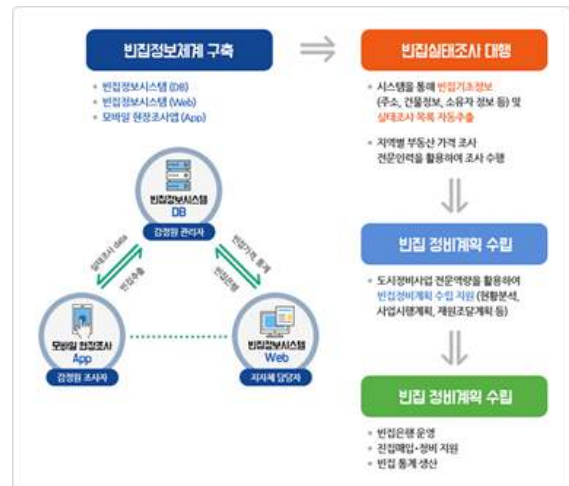 빈집정보체계 구축
• 빈집정보시스템 (DB)
• 빈집정보시스템 (Web)
• 모바일 현장조사앱 (App)
빈집정보시스템
DB
감정원 관리자
실태조사 data
빈집추출
빈집가격, 통계
빈집은행
모바일 현장조사
App
감정원 조사자
빈집정보시스템
Web
지자체 담당자
빈집실태조사 대행
• 시스템을 통해 빈집기초정보
(주소, 건물정보, 소유자 정보 등) 및
실태조사 목록 자동추출
• 지역별 부동산 가격 조사
전문인력을 활용하여 조사 수행
빈집 정비계획 수립
• 도시정비사업 전문역량을 활용하여
빈집정비계획 수립 지원 (현황분석,
사업시행계획, 재원조달계획 등)
빈집 정비계획 수립
• 빈집은행 운영
• 진집매입·정비 지원
• 빈집 통계 생산